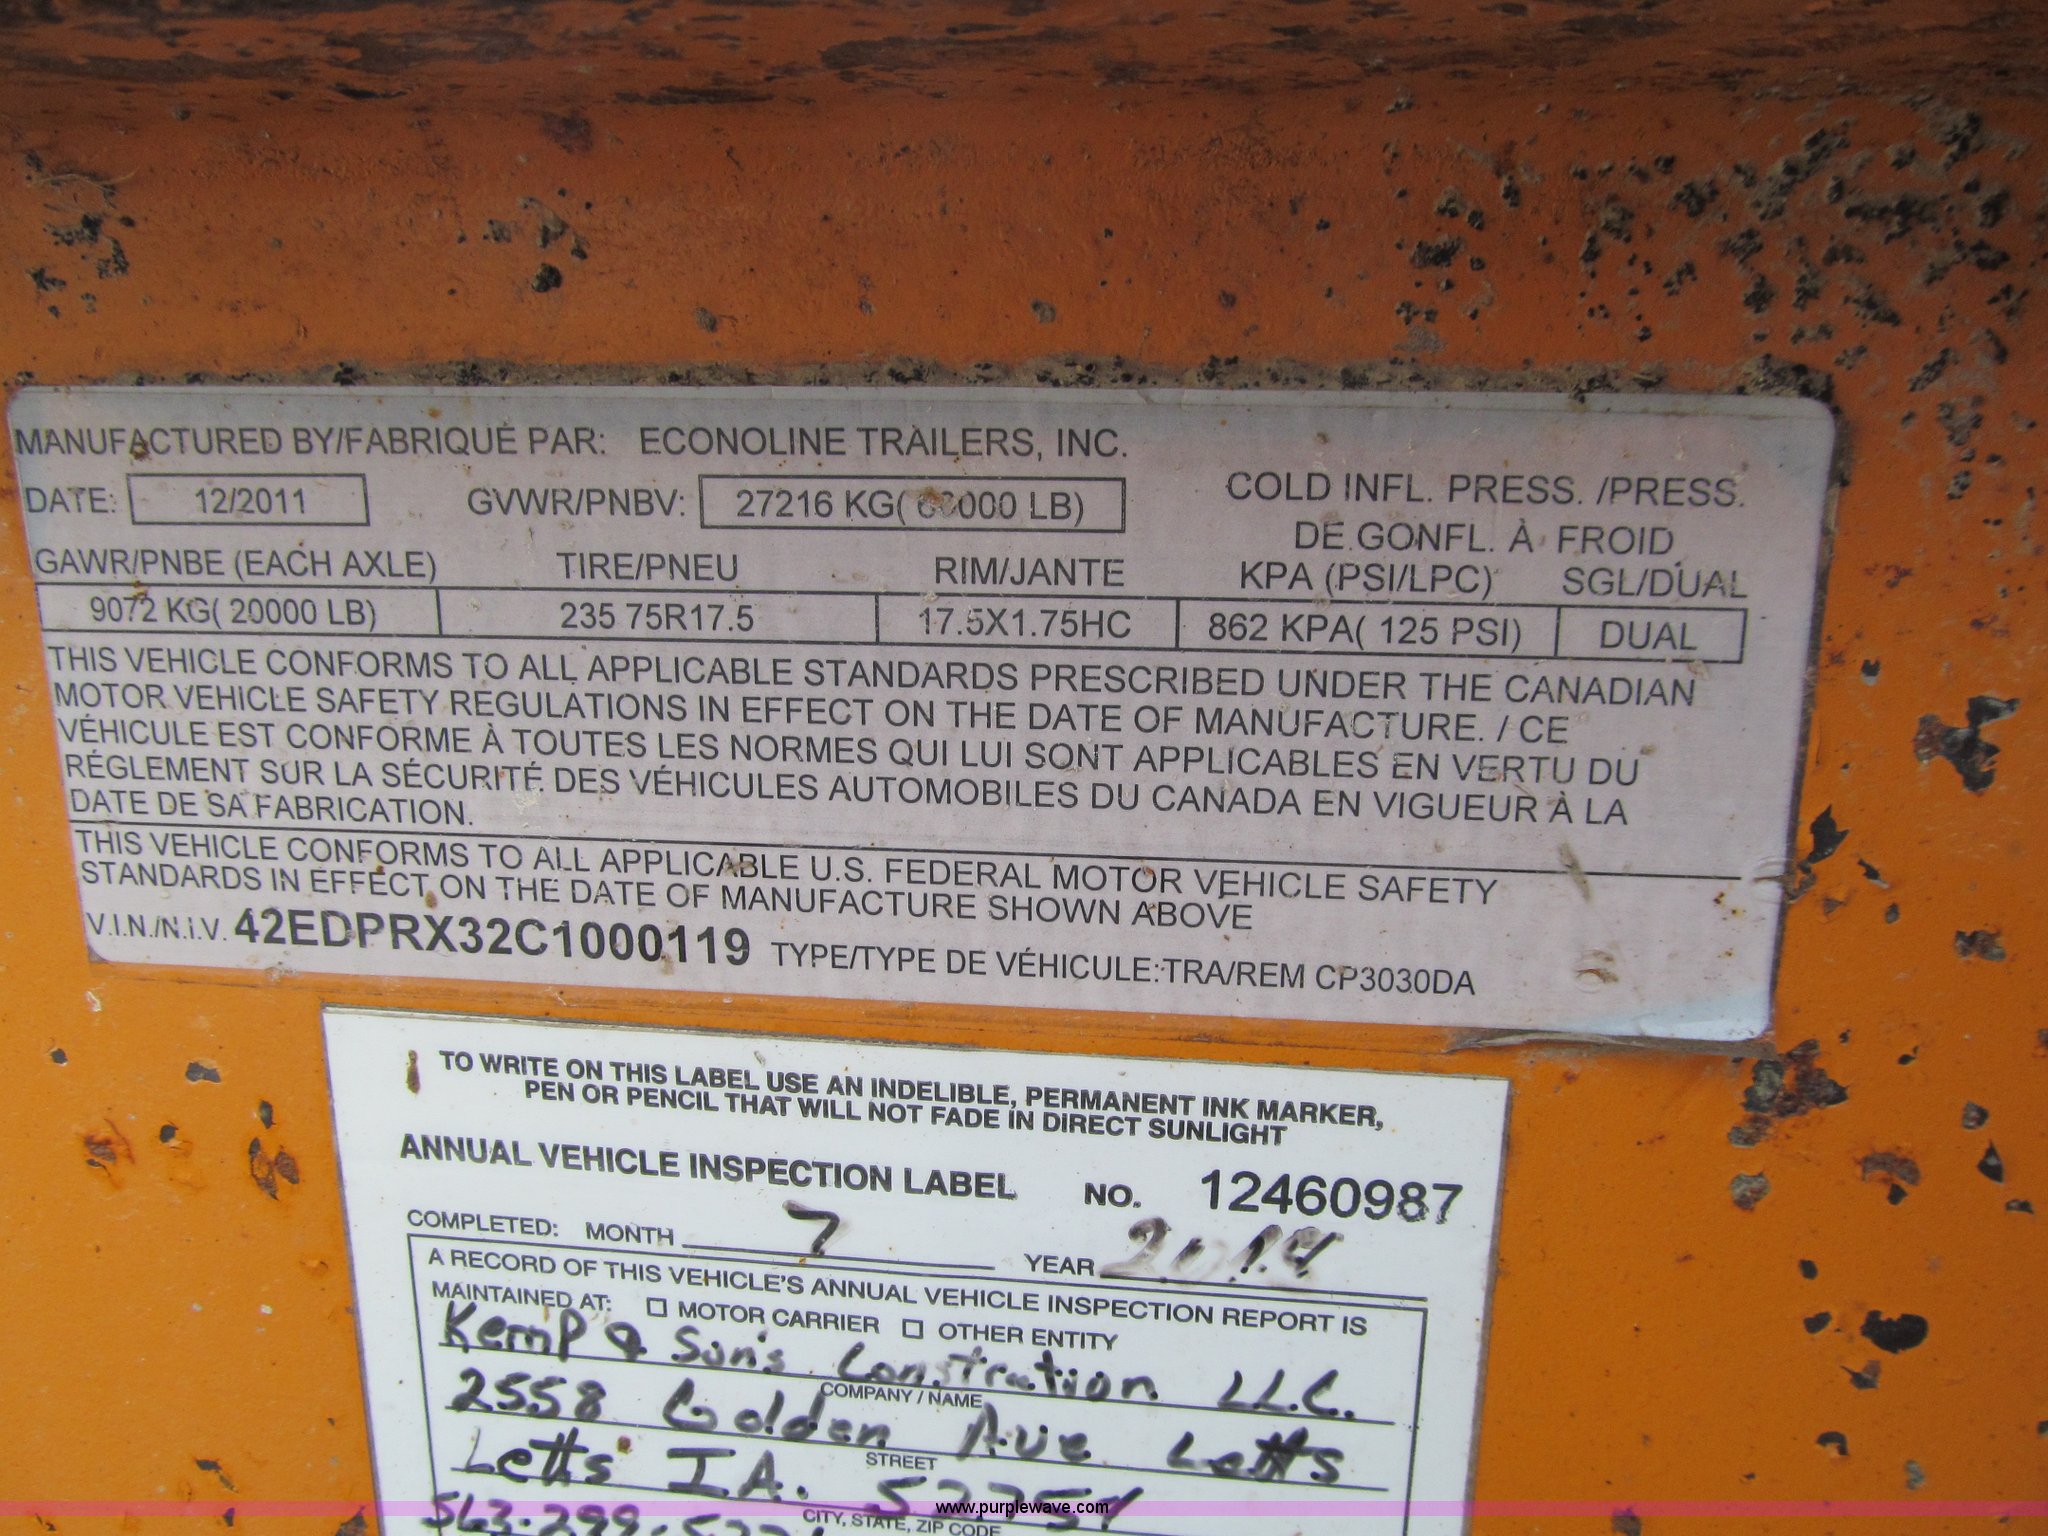 MANUFACTURED BY/FABRIQUÉ PAR: ECONOLINE TRAILERS, INC.
DATE: 12/2011 GVWR/PNBV: 27216 KG( 000 LB)
COLD INFL. PRESS. /PRESS.
DE GONFL. À FROID
GAWR/PNBE (EACH AXLE) TIRE/PNEU RIM/JANTE KPA (PSI/LPC) SGL/DUAL
9072 KG( 20000 LB) 235 75R17.5 17.5X1.75HC 862 KPA( 125 PSI) DUAL
THIS VEHICLE CONFORMS TO ALL APPLICABLE STANDARDS PRESCRIBED UNDER THE CANADIAN
MOTOR VEHICLE SAFETY REGULATIONS IN EFFECT ON THE DATE OF MANUFACTURE. / CE
VÉHICULE EST CONFORME À TOUTES LES NORMES QUI LUI SONT APPLICABLES EN VERTU DU
RÉGLEMENT SUR LA SÉCURITÉ DES VÉHICULES AUTOMOBILES DU CANADA EN VIGUEUR À LA
DATE DE SA FABRICATION.
THIS VEHICLE CONFORMS TO ALL APPLICABLE U.S. FEDERAL MOTOR VEHICLE SAFETY
STANDARDS IN EFFECT ON THE DATE OF MANUFACTURE SHOWN ABOVE
V.I.N./N.I.V. 42EDPRX32C1000119 TYPE/TYPE DE VÉHICULE:TRA/REM CP3030DA
TO WRITE ON THIS LABEL USE AN INDELIBLE, PERMANENT INK MARKER,
PEN OR PENCIL THAT WILL NOT FADE IN DIRECT SUNLIGHT
ANNUAL VEHICLE INSPECTION LABEL NO. 12460987
COMPLETED: MONTH 7 YEAR 2014
A RECORD OF THIS VEHICLE'S ANNUAL VEHICLE INSPECTION REPORT IS
MAINTAINED AT: MOTOR CARRIER OTHER ENTITY
Kemp & Son's Constrution LLC.
COMPANY / NAME
2558 Golden Ave Letts
STREET
Letts IA. 52754
CITY, STATE, ZIP CODE
563-299-
www.purplewave.com